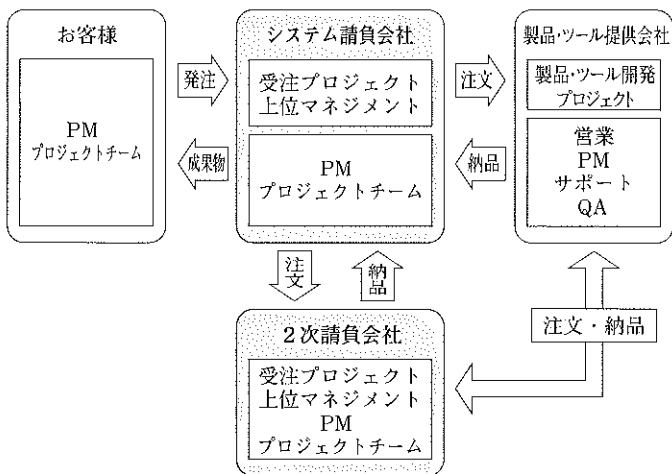 お客様
PM
プロジェクトチーム
発注
成果物
システム請負会社
受注プロジェクト
上位マネジメント
PM
プロジェクトチーム
注文
納品
製品・ツール提供会社
製品・ツール開発
プロジェクト
営業
PM
サポート
QA
注文
納品
2次請負会社
受注プロジェクト
上位マネジメント
PM
プロジェクトチーム
注文・納品